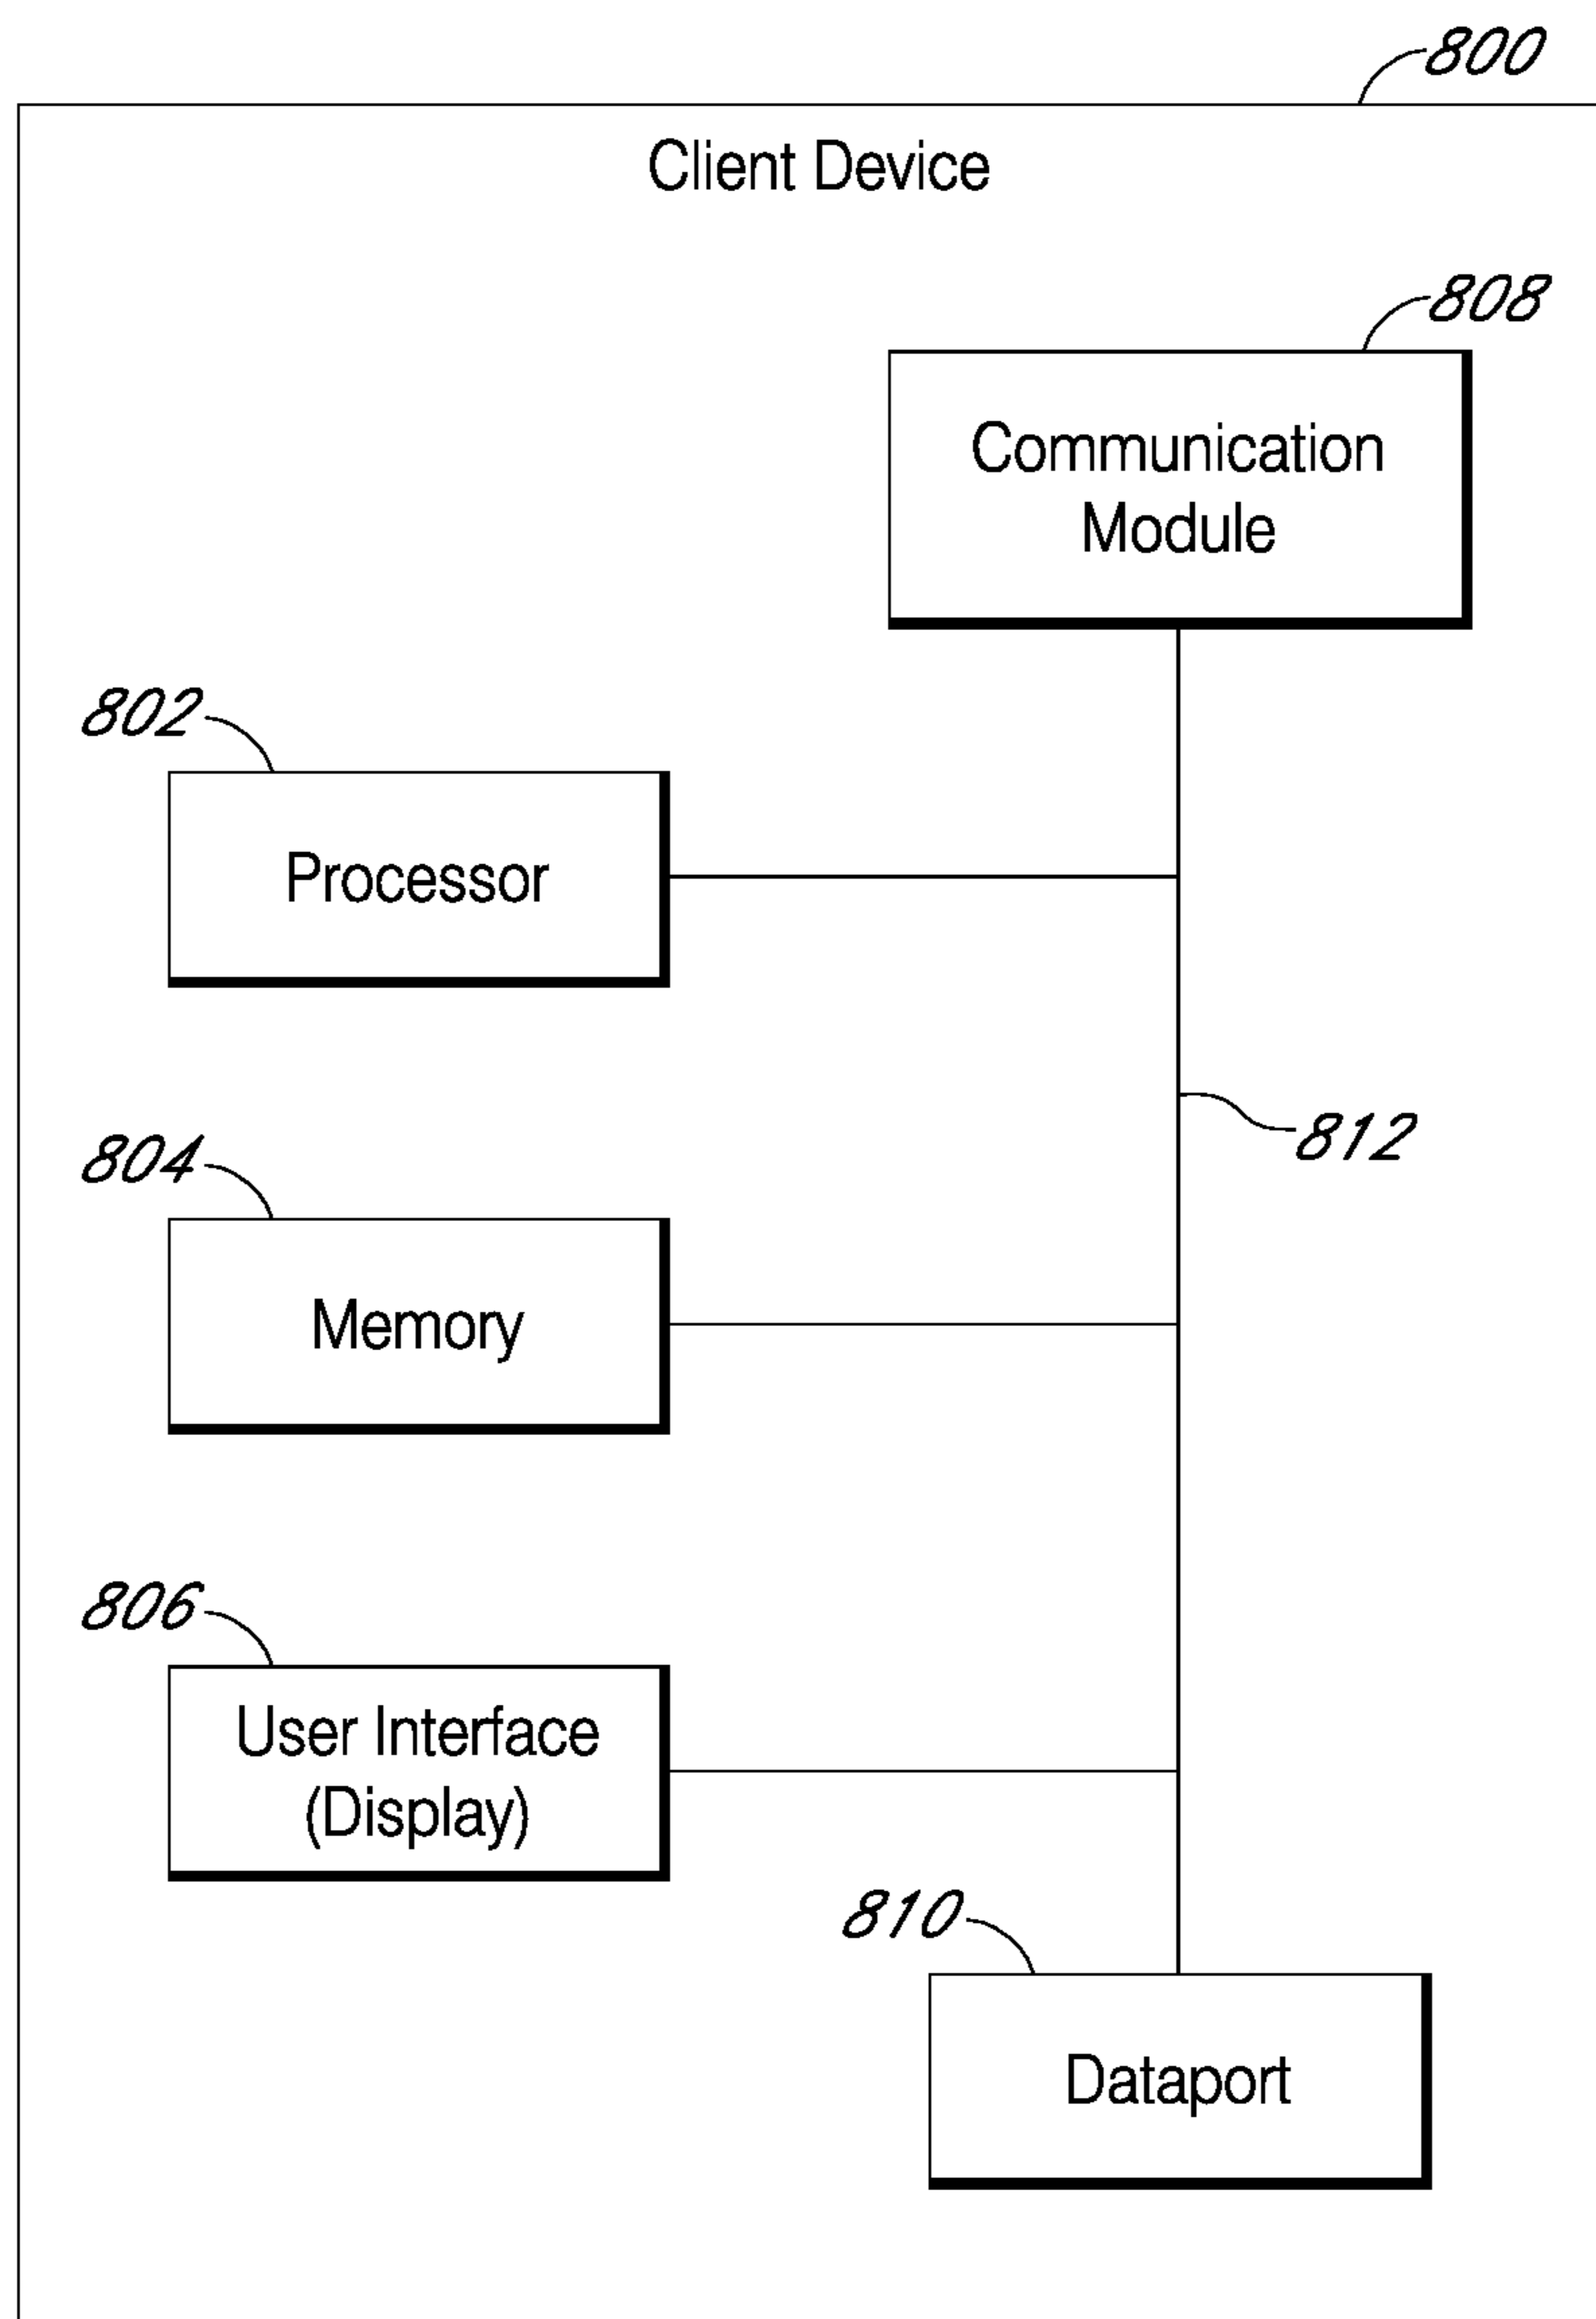 800
Client Device
808
Communication
Module
802
Processor
812
804
Memory
806
User Interface
(Display)
810
Dataport